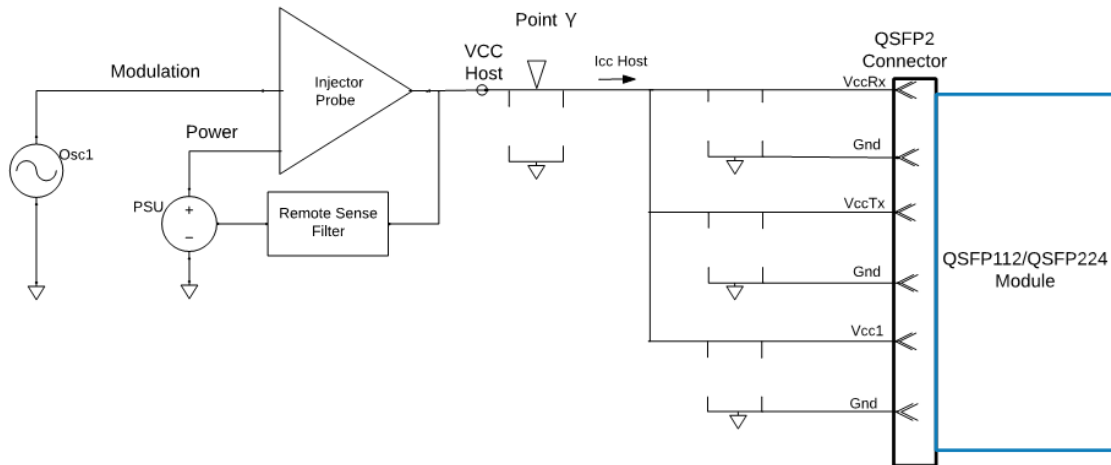 Point Y
QSFP2
Connector
VCC
Host
Icc Host
VccRx
Modulation
Injector
Probe
Power
Gnd
Osc1
PSU
+
−
Remote Sense
Filter
VccTx
QSFP112/QSFP224
Module
Gnd
Vcc1
Gnd